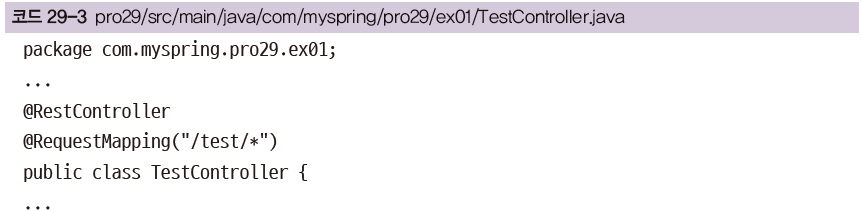 코드 29-3 pro29/src/main/java/com/myspring/pro29/ex01/TestController.java
package com.myspring.pro29.ex01;
...
@RestController
@RequestMapping("/test/*")
public class TestController {
...